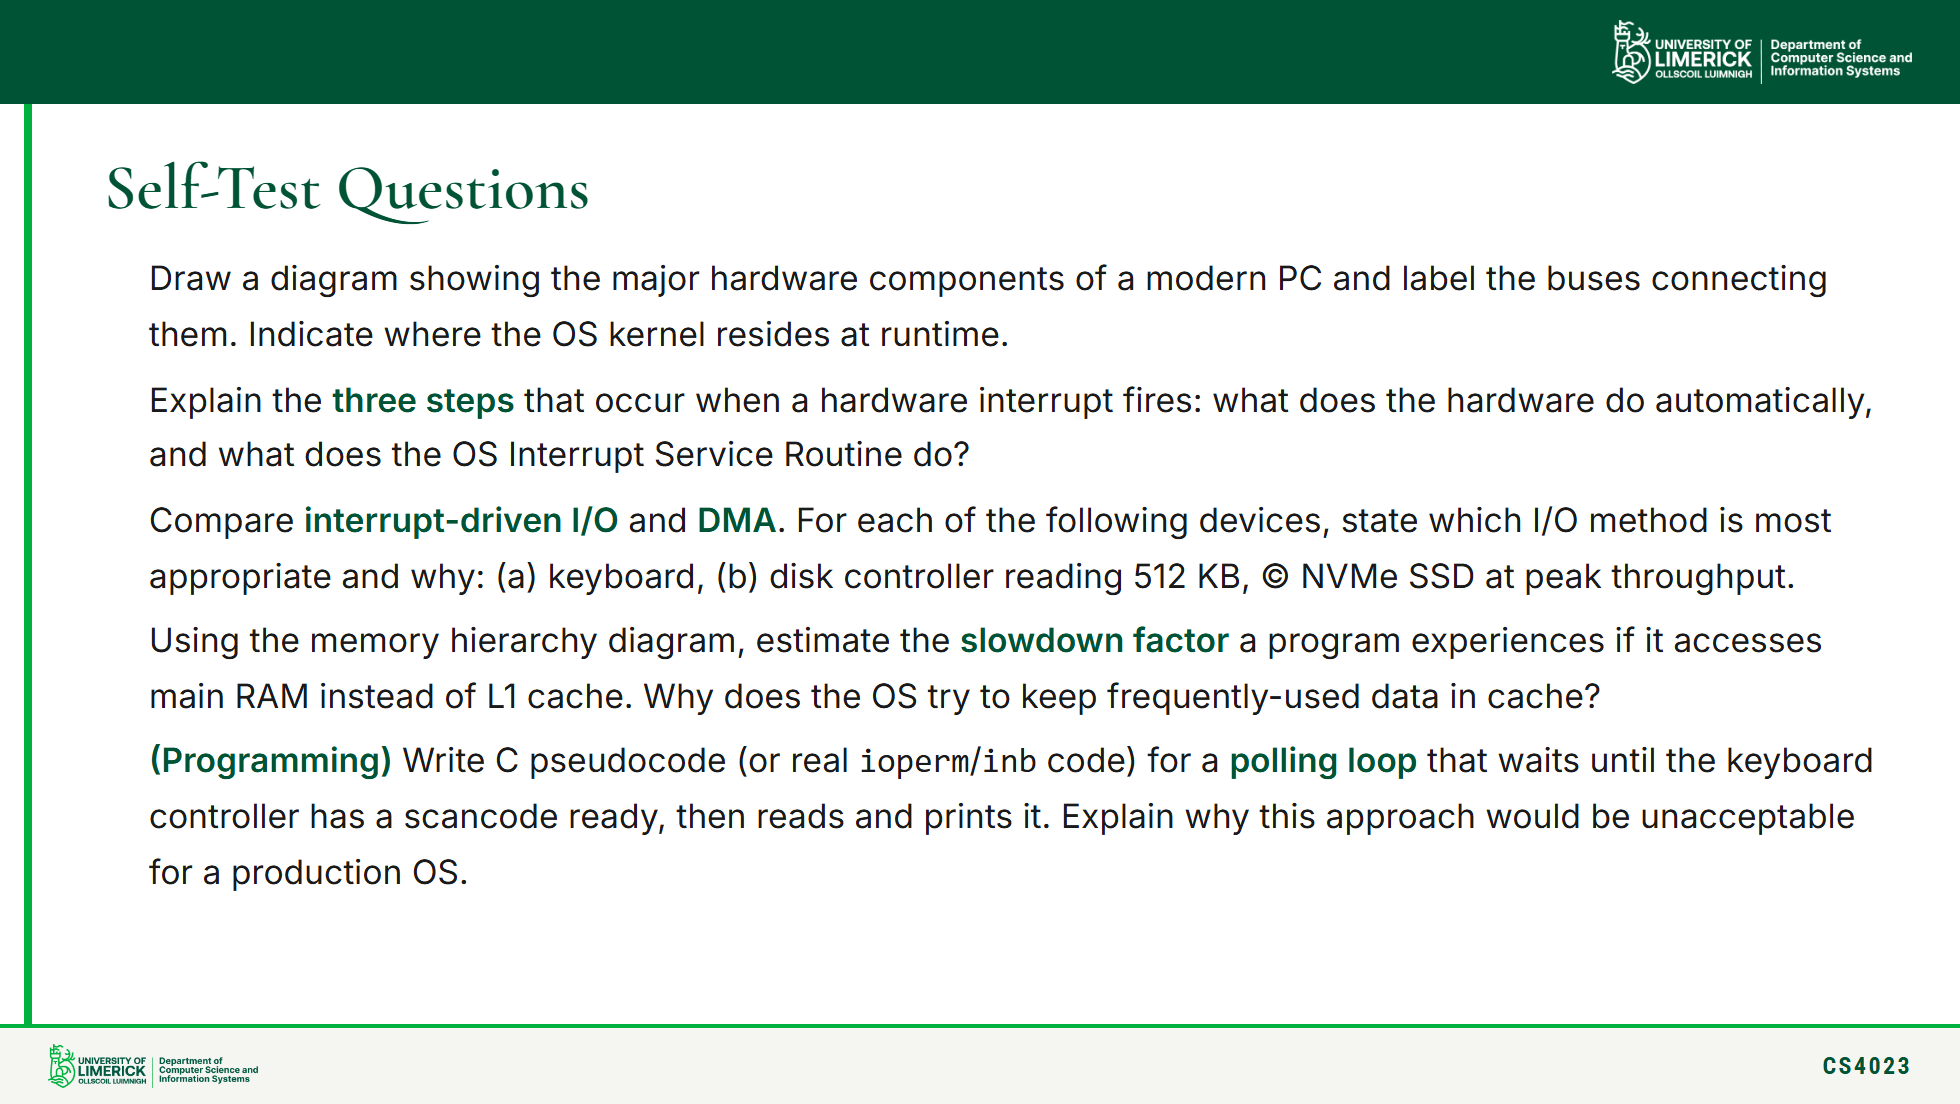 UNIVERSITY OF
LIMERICK
OLLSCOIL LUIMNIGH
Department of
Computer Science and
Information Systems
Self-Test Questions
Draw a diagram showing the major hardware components of a modern PC and label the buses connecting
them. Indicate where the OS kernel resides at runtime.
Explain the three steps that occur when a hardware interrupt fires: what does the hardware do automatically,
and what does the OS Interrupt Service Routine do?
Compare interrupt-driven I/O and DMA. For each of the following devices, state which I/O method is most
appropriate and why: (a) keyboard, (b) disk controller reading 512 KB, © NVMe SSD at peak throughput.
Using the memory hierarchy diagram, estimate the slowdown factor a program experiences if it accesses
main RAM instead of L1 cache. Why does the OS try to keep frequently-used data in cache?
(Programming) Write C pseudocode (or real ioperm/inb code) for a polling loop that waits until the keyboard
controller has a scancode ready, then reads and prints it. Explain why this approach would be unacceptable
for a production OS.
UNIVERSITY OF
LIMERICK
OLLSCOIL LUIMNIGH
Department of
Computer Science and
Information Systems
CS4023